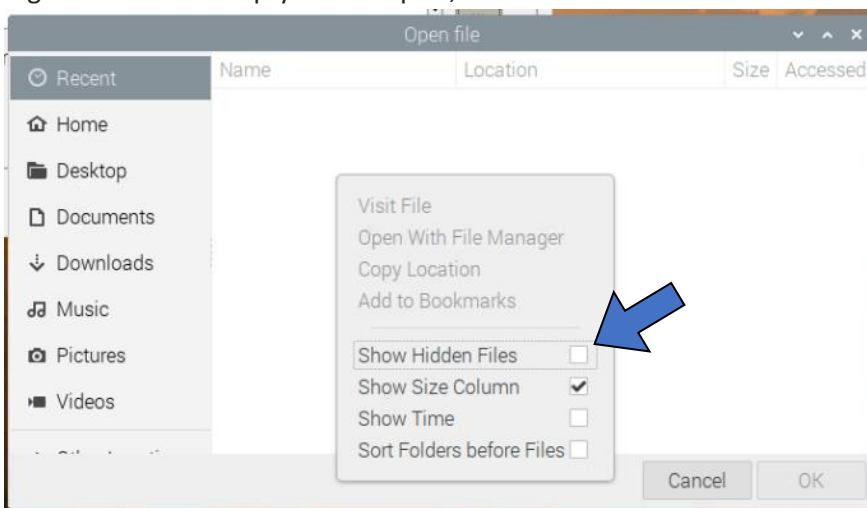 Open file
Recent
Name Location Size Accessed
Home
Desktop
Documents
Downloads
Music
Pictures
Videos
Visit File
Open With File Manager
Copy Location
Add to Bookmarks
Show Hidden Files
Show Size Column
Show Time
Sort Folders before Files
Cancel OK